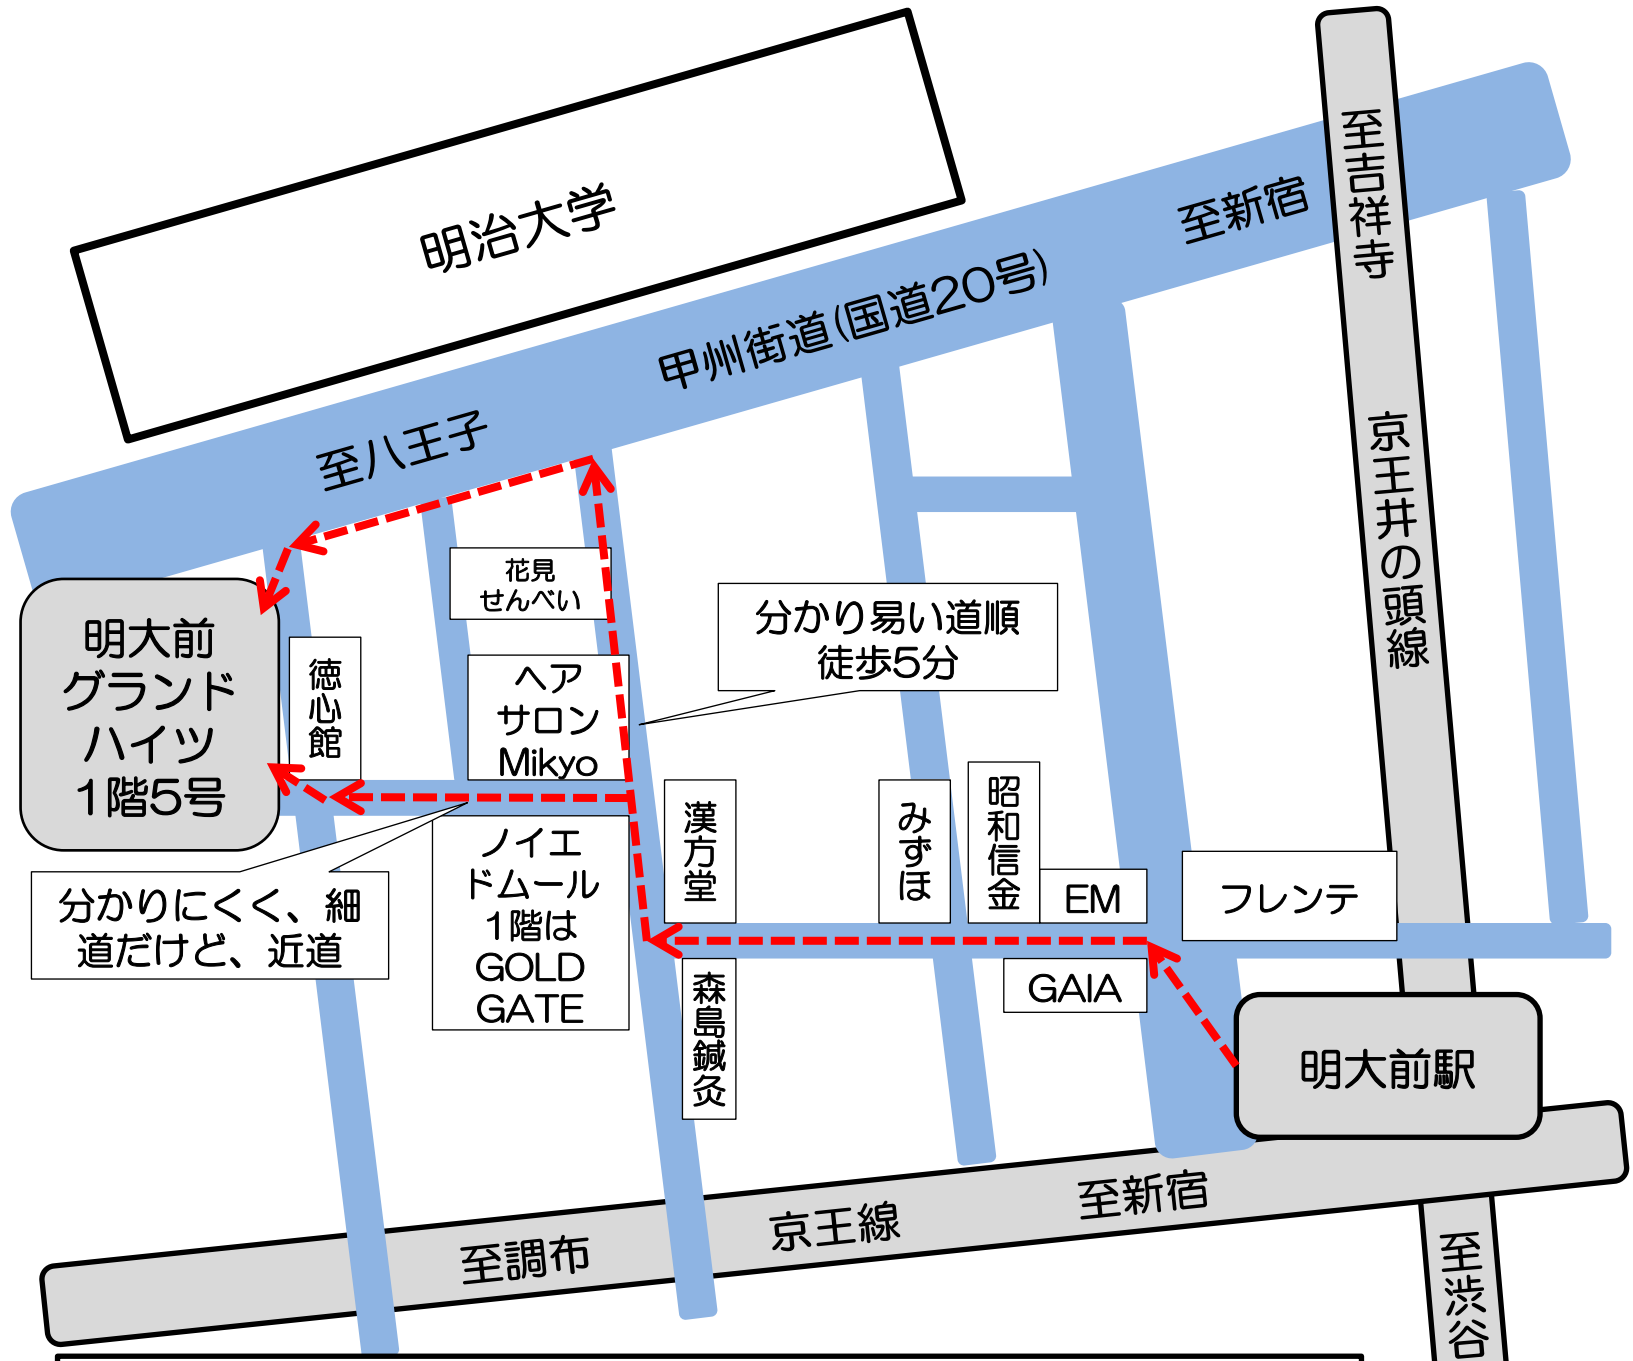 明治大学
至吉祥寺
至新宿
甲州街道(国道20号)
至八王子
京王井の頭線
花見
せんべい
分かり易い道順
徒歩5分
明大前
グランド
ハイツ
1階5号
徳心館
ヘア
サロン
Mikyo
漢方堂
みずほ
昭和信金
EM
フレンテ
ノイエ
ドムール
1階は
GOLD
GATE
分かりにくく、細
道だけど、近道
森島鍼灸
GAIA
明大前駅
至新宿
京王線
至調布
至渋谷